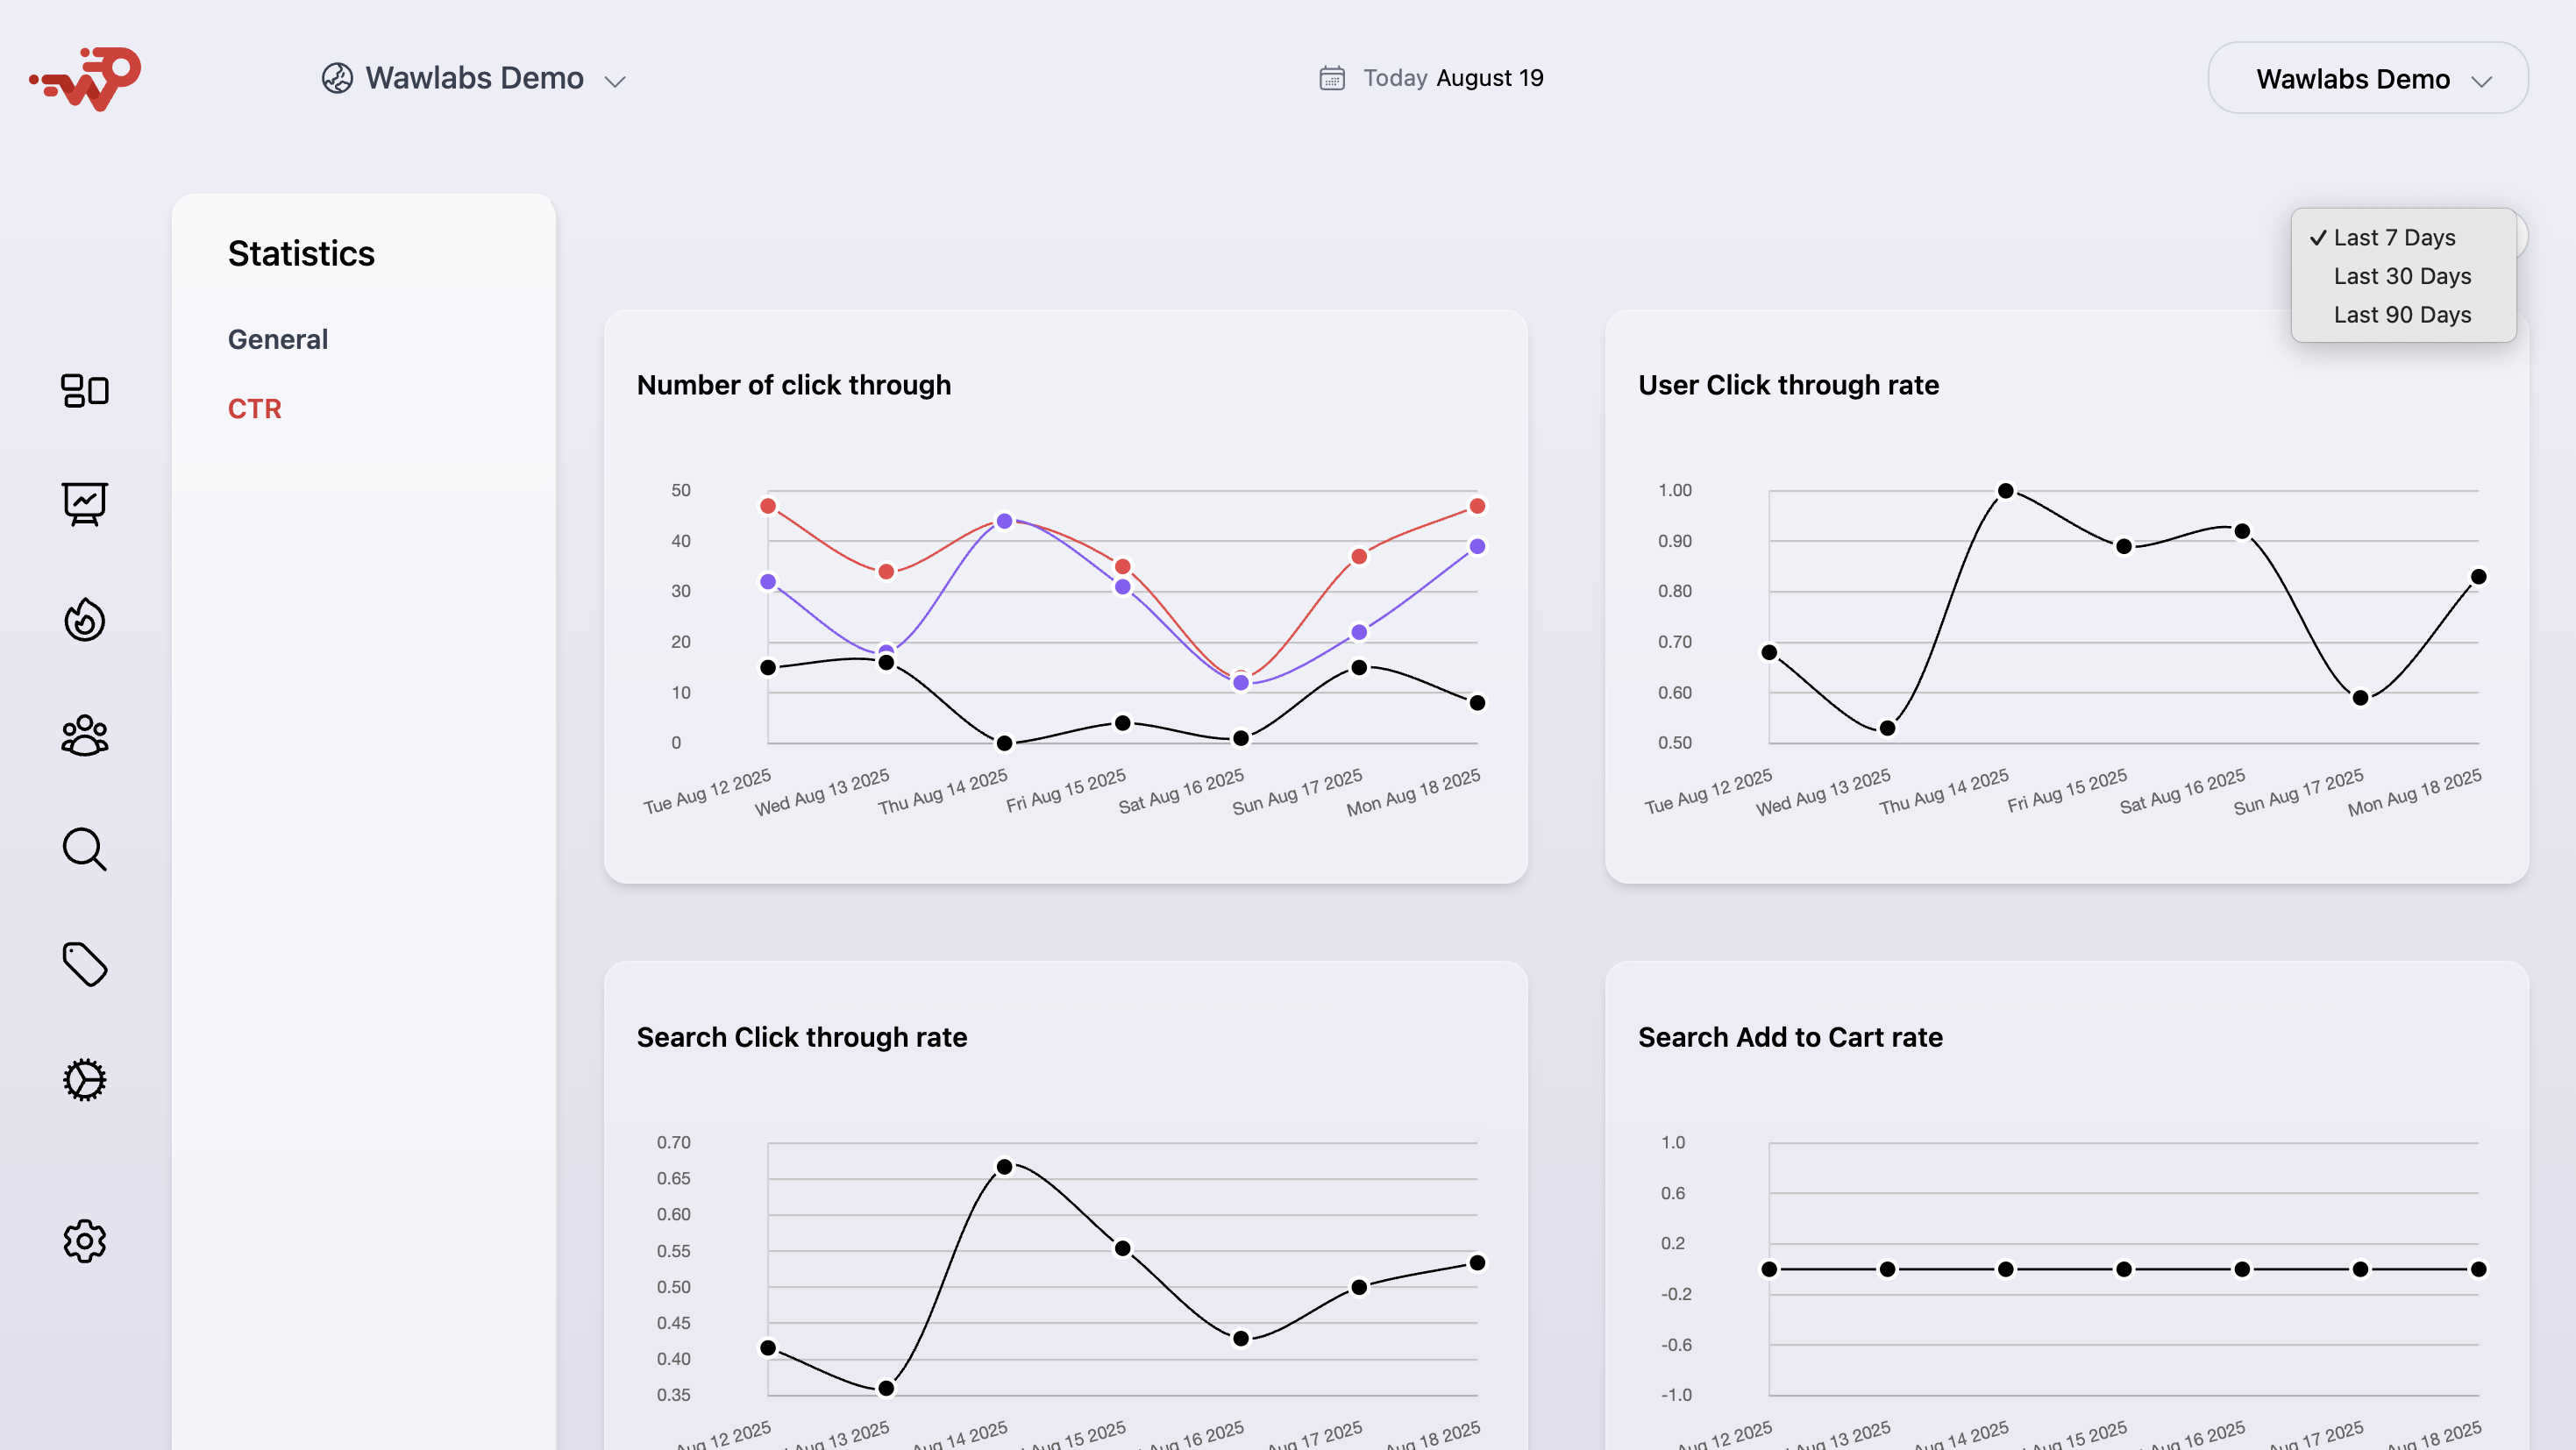 Wawlabs Demo
Today August 19
Wawlabs Demo
Statistics
General
CTR
✓ Last 7 Days
Last 30 Days
Last 90 Days
Number of click through
50
40
30
20
10
0
Tue Aug 12 2025
Wed Aug 13 2025
Thu Aug 14 2025
Fri Aug 15 2025
Sat Aug 16 2025
Sun Aug 17 2025
Mon Aug 18 2025
User Click through rate
1.00
0.90
0.80
0.70
0.60
0.50
Tue Aug 12 2025
Wed Aug 13 2025
Thu Aug 14 2025
Fri Aug 15 2025
Sat Aug 16 2025
Sun Aug 17 2025
Mon Aug 18 2025
Search Click through rate
0.70
0.65
0.60
0.55
0.50
0.45
0.40
0.35
Aug 12 2025
Aug 13 2025
Aug 14 2025
Aug 15 2025
Aug 16 2025
Aug 17 2025
Aug 18 2025
Search Add to Cart rate
1.0
0.6
0.2
-0.2
-0.6
-1.0
Aug 12 2025
Aug 13 2025
Aug 14 2025
Aug 15 2025
Aug 16 2025
Aug 17 2025
Aug 18 2025